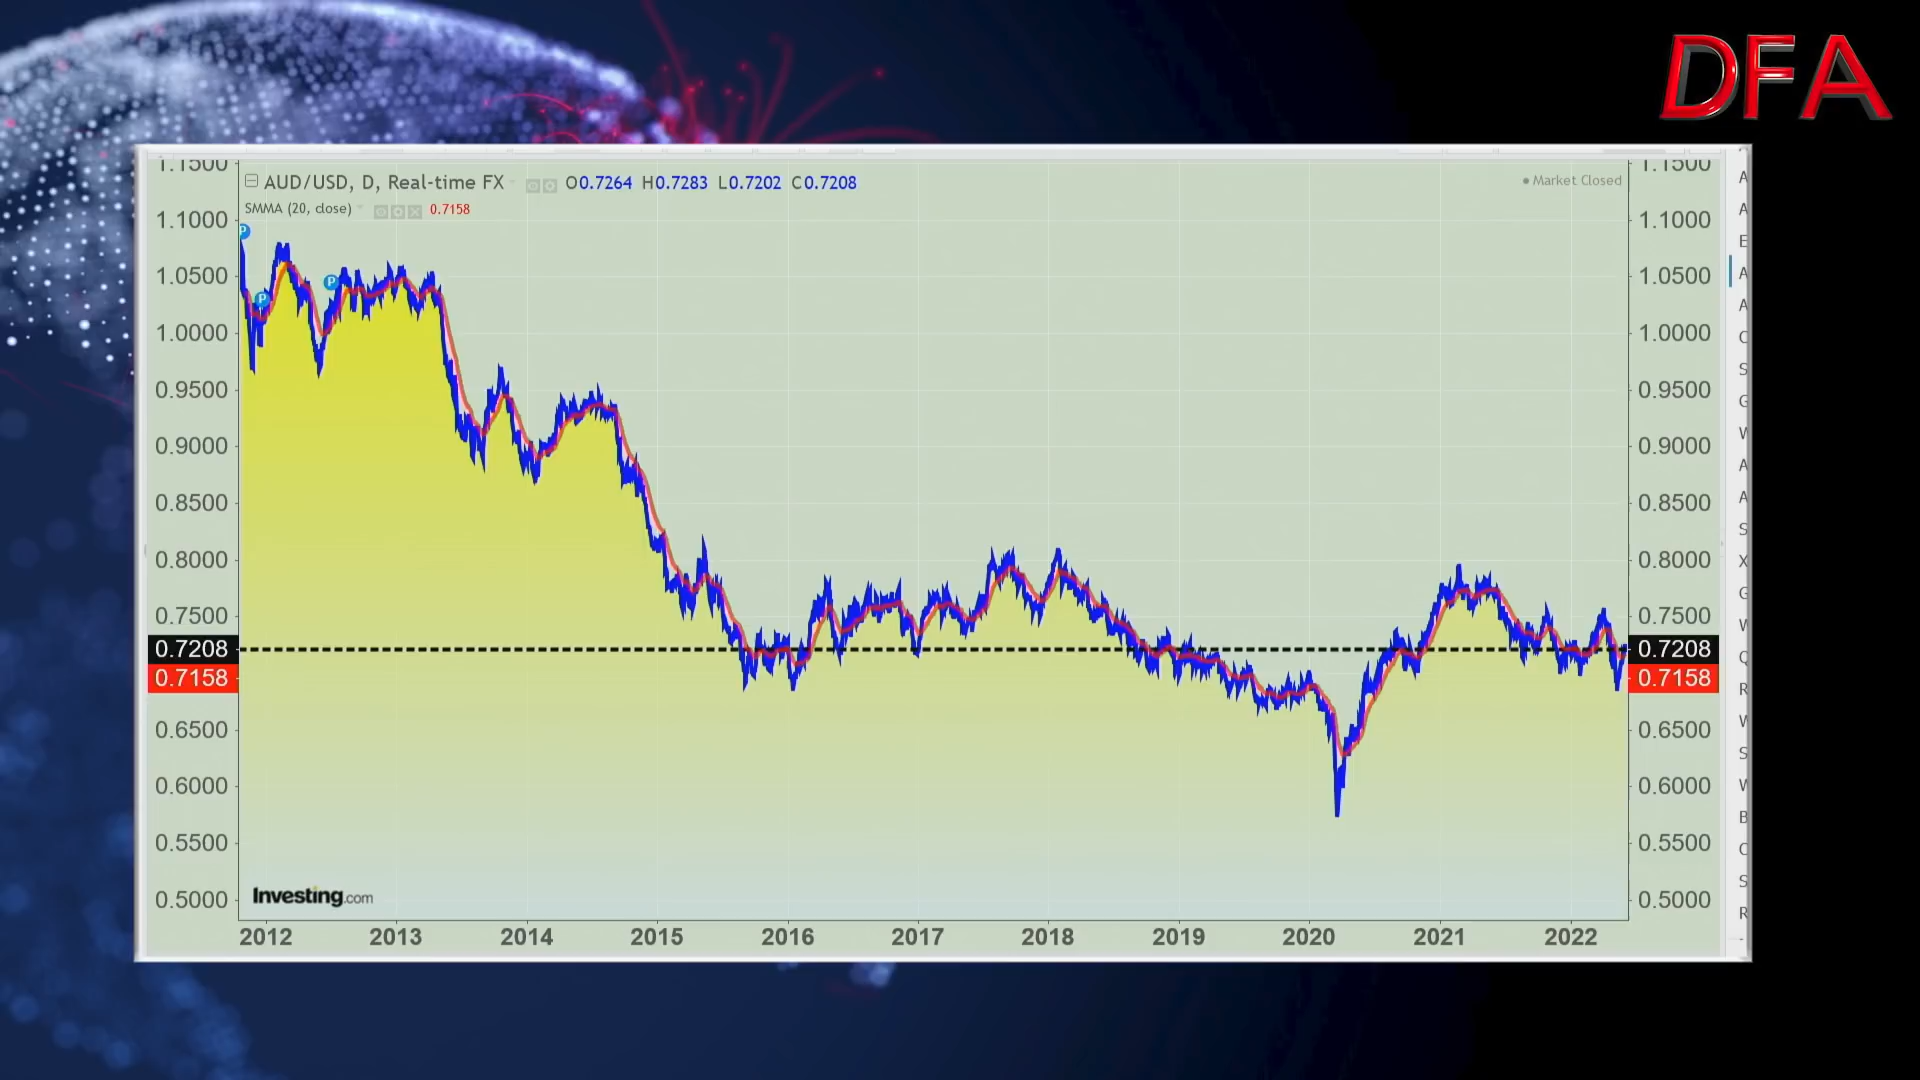 DFA
1.1500 1.1500
AUD/USD, D, Real-time FX O0.7264 H0.7283 L0.7202 C0.7208
Market Closed
SMMA (20, close) 0.7158
1.1000 1.1000
P
1.0500 1.0500
P
P
1.0000 1.0000
0.9500 0.9500
0.9000 0.9000
0.8500 0.8500
0.8000 0.8000
0.7500 0.7500
0.7208 0.7208
0.7158 0.7158
0.6500 0.6500
0.6000 0.6000
0.5500 0.5500
0.5000 0.5000
Investing.com
2012 2013 2014 2015 2016 2017 2018 2019 2020 2021 2022